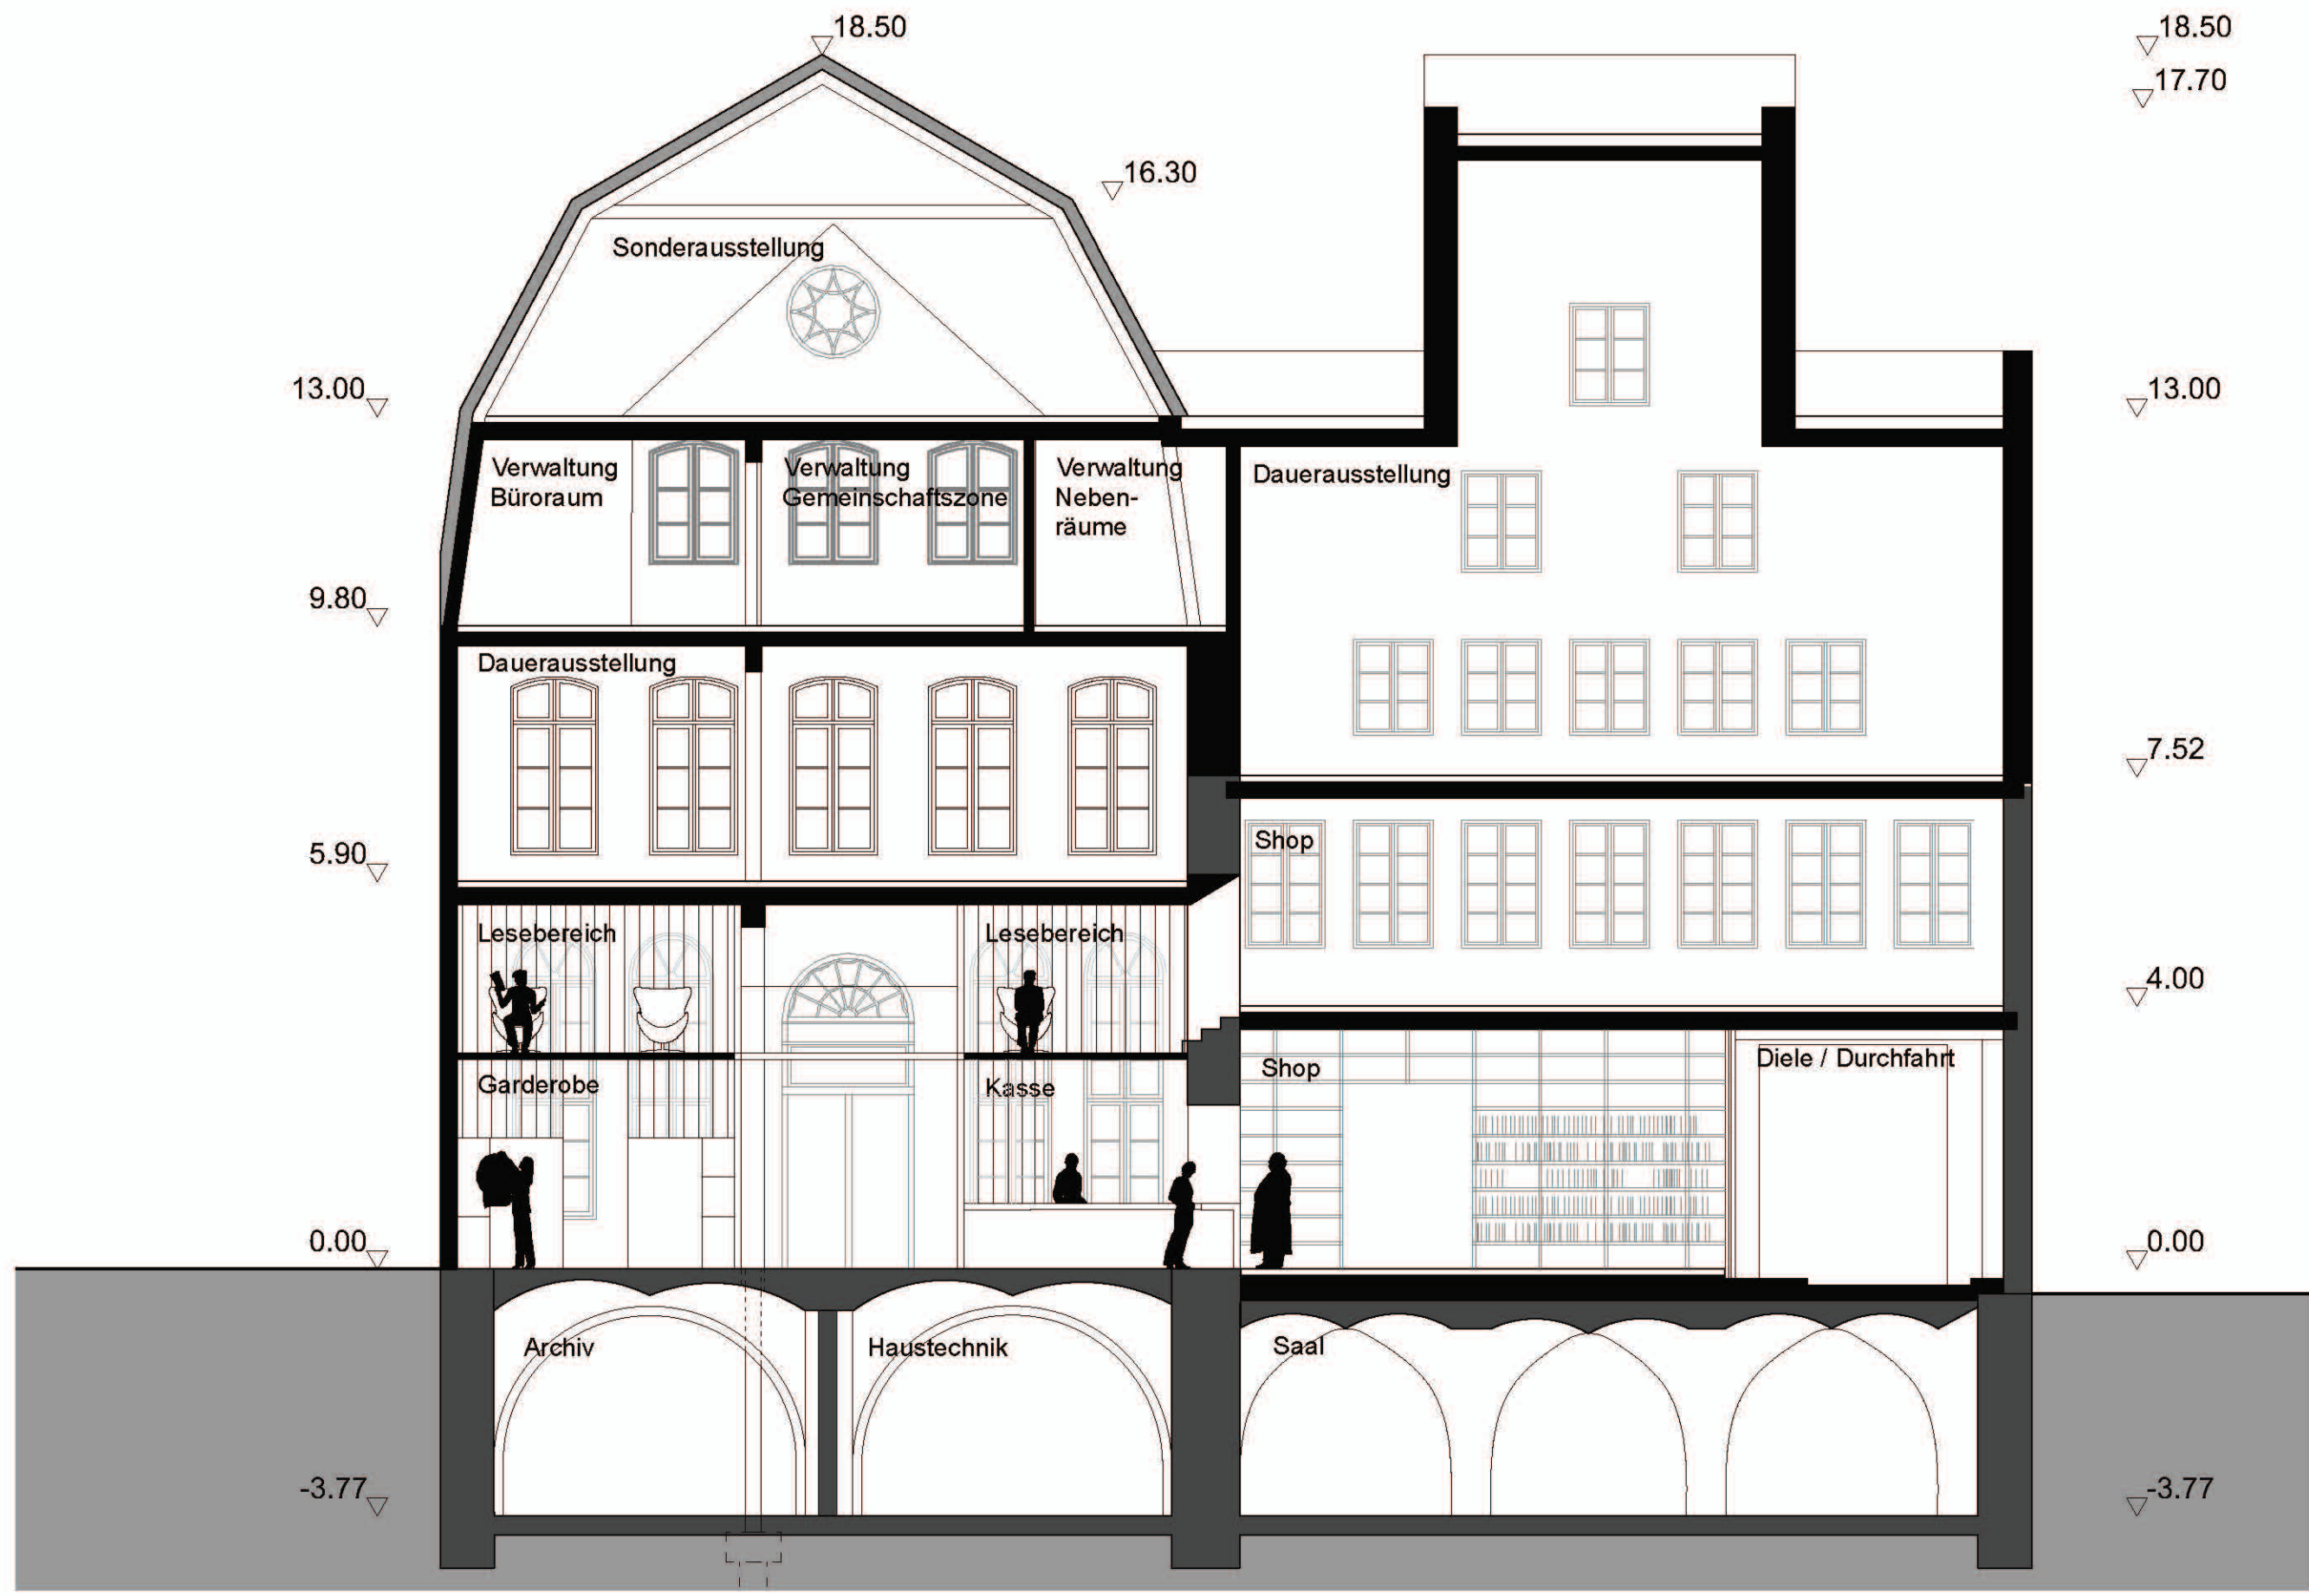 18.50
18.50
17.70
16.30
Sonderausstellung
13.00
13.00
Verwaltung
Büroraum
Verwaltung
Gemeinschaftszone
Verwaltung
Neben-
räume
Dauerausstellung
9.80
Dauerausstellung
7.52
5.90
Shop
Lesebereich
Lesebereich
4.00
Garderobe
Kasse
Shop
Diele / Durchfahrt
0.00
0.00
Archiv
Haustechnik
Saal
-3.77
-3.77